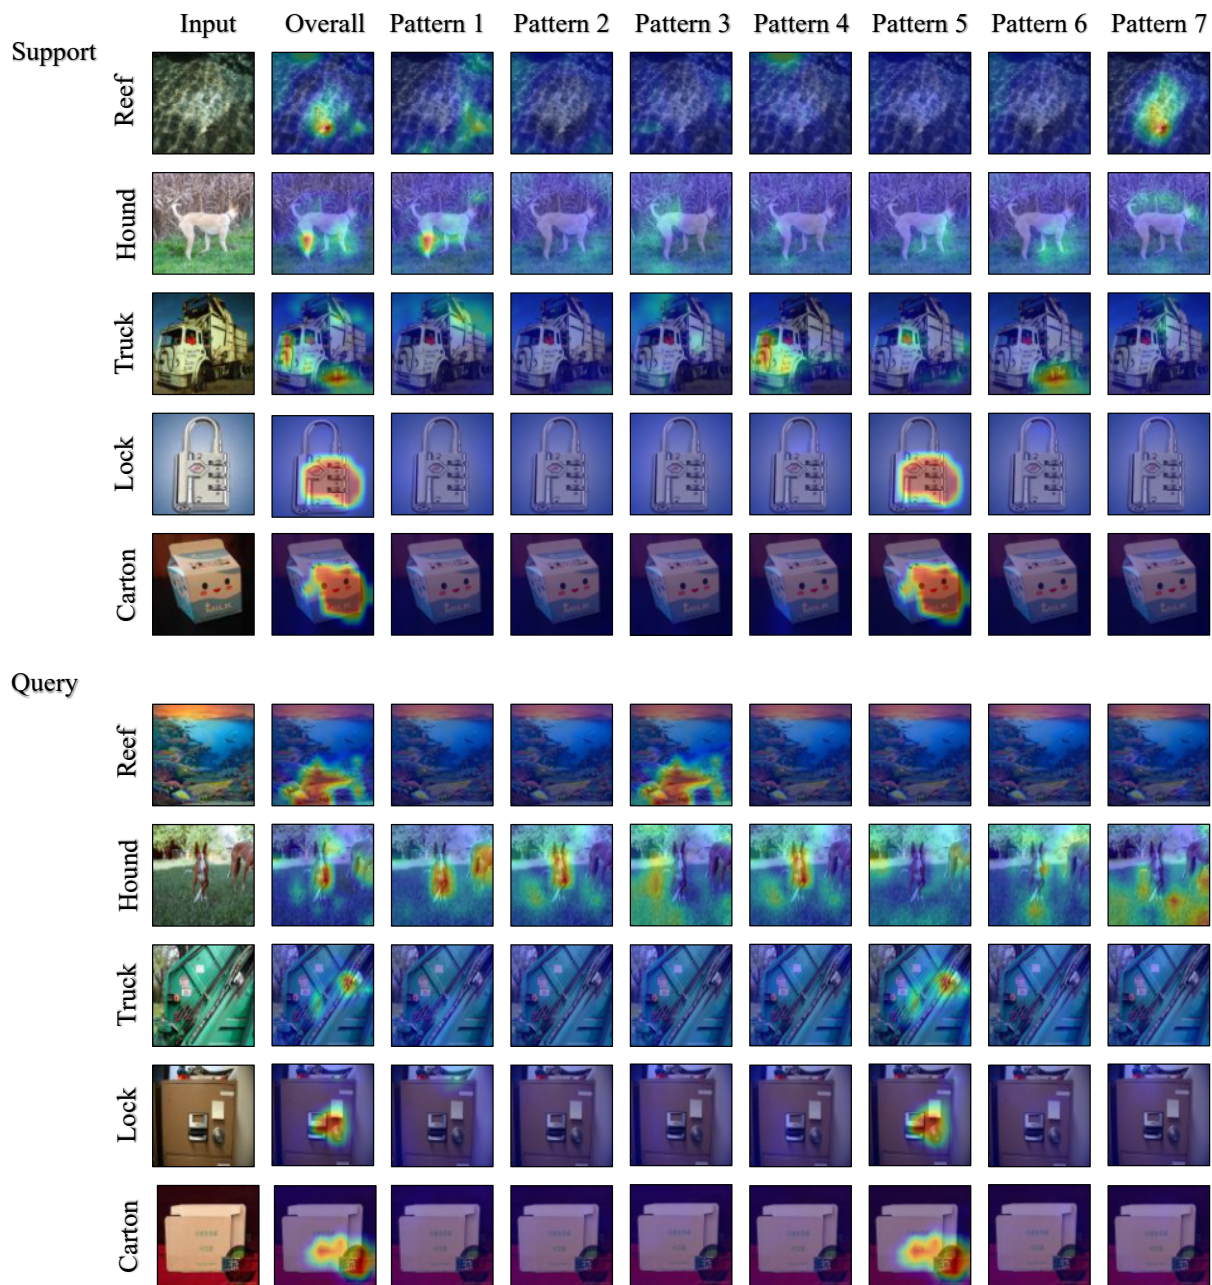 Input Overall Pattern 1 Pattern 2 Pattern 3 Pattern 4 Pattern 5 Pattern 6 Pattern 7
Support
Reef
Hound
Truck
Lock
Carton
Query
Reef
Hound
Truck
Lock
Carton